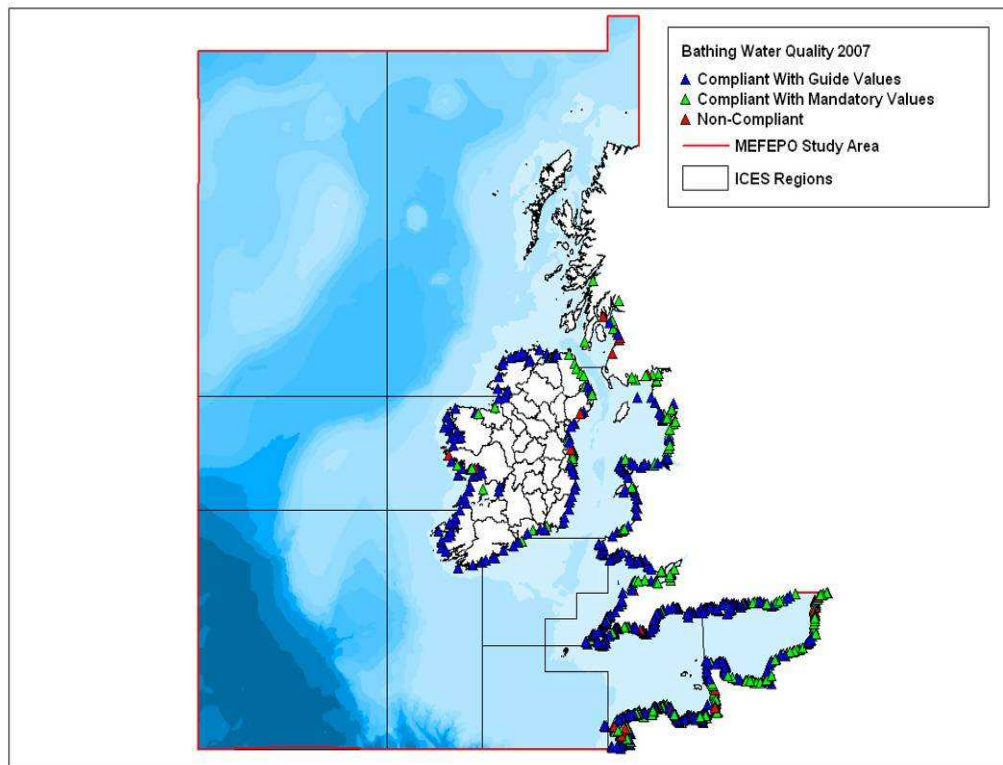 Bathing Water Quality 2007
Compliant With Guide Values
Compliant With Mandatory Values
Non-Compliant
MEFEPO Study Area
ICES Regions